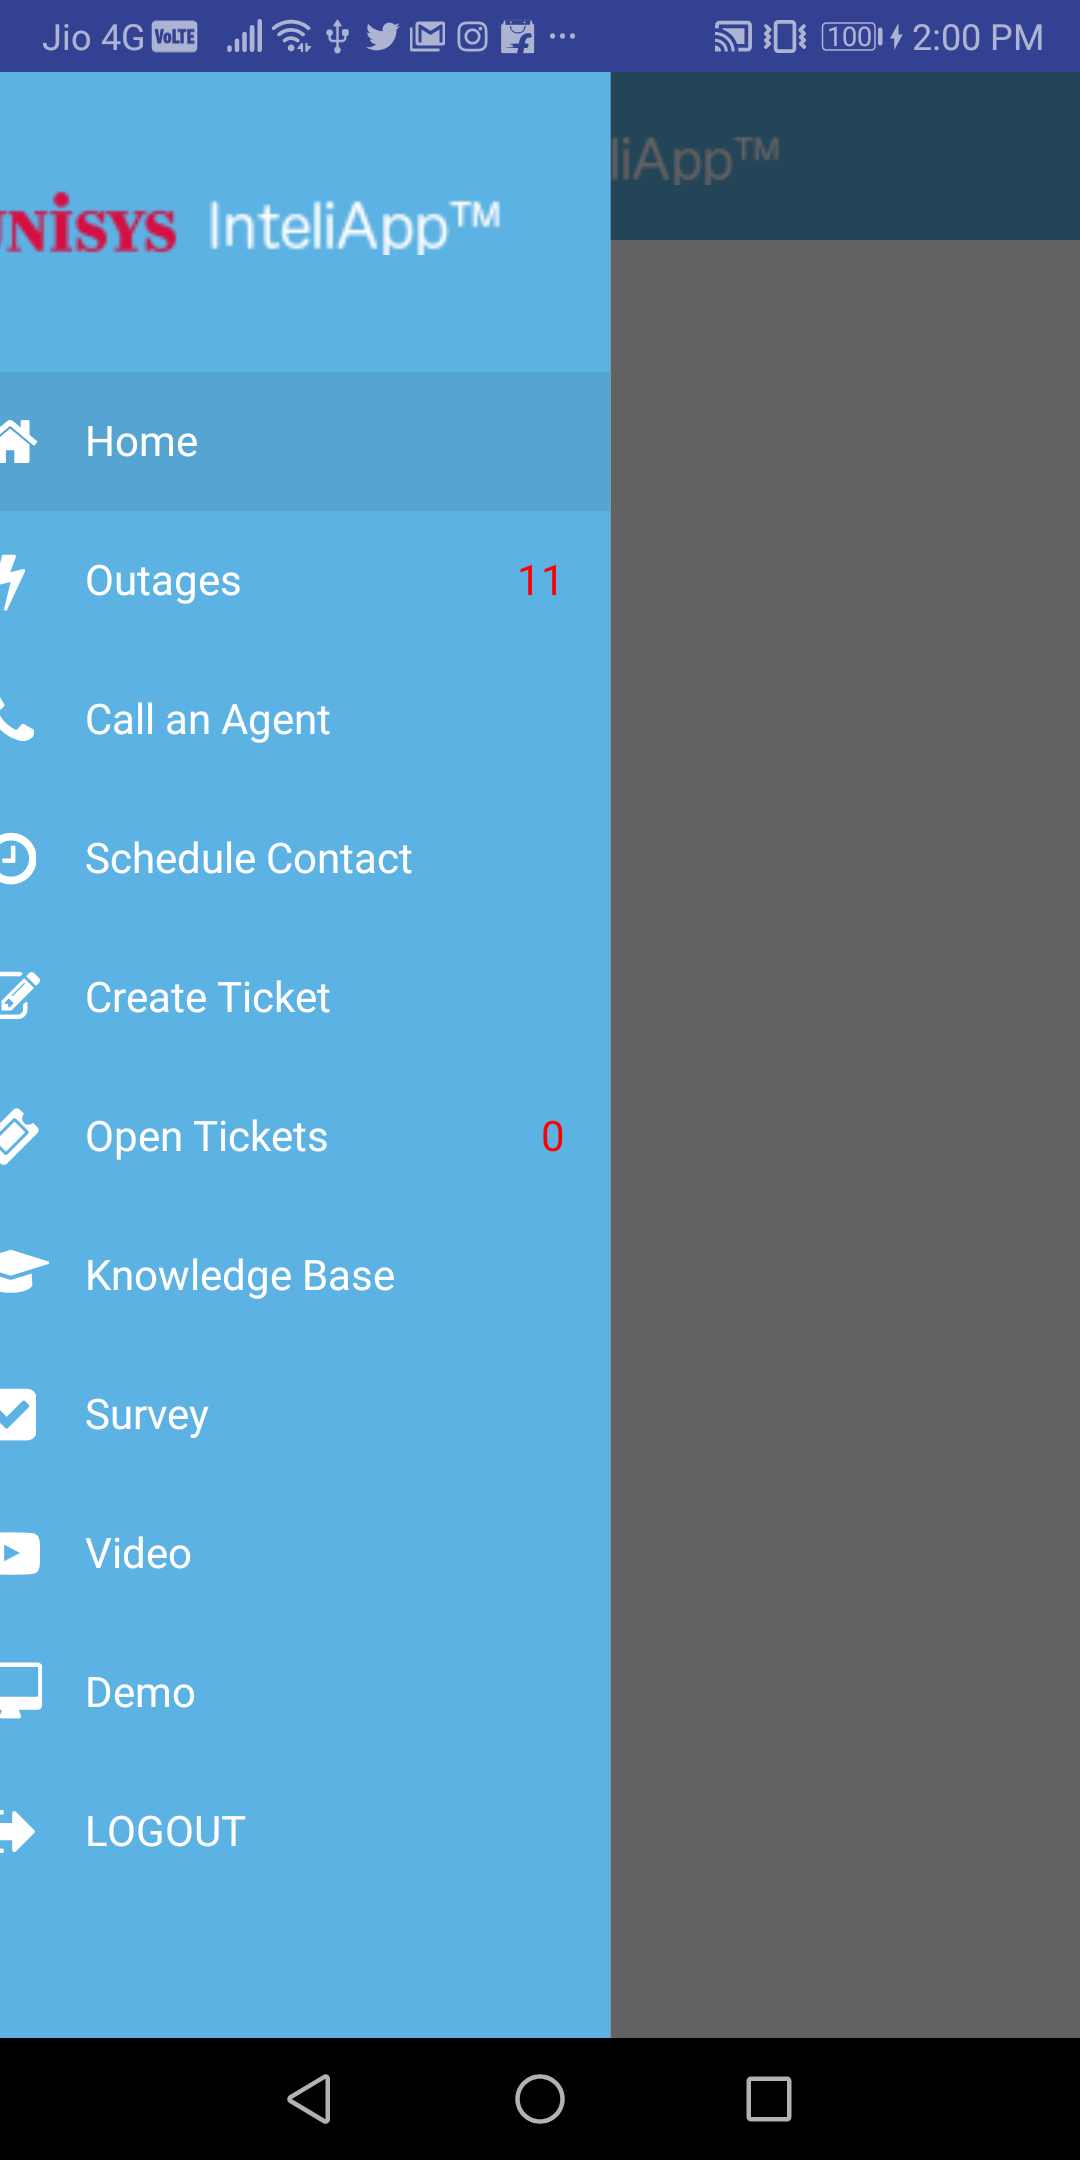 Jio 4G VoLTE 100 2:00 PM
UNiSYS InteliApp™
liApp™
Home
Outages 11
Call an Agent
Schedule Contact
Create Ticket
Open Tickets 0
Knowledge Base
Survey
Video
Demo
LOGOUT